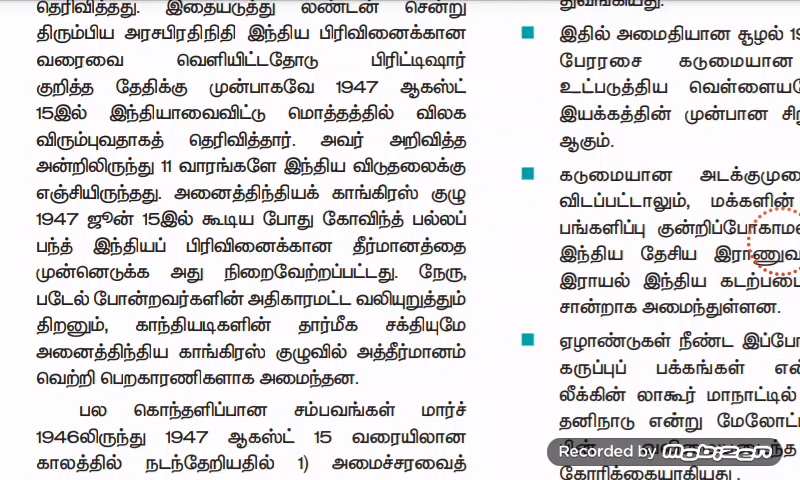 தெரிவித்தது. இதையடுத்து லண்டன் சென்று
திரும்பிய அரசபிரதிநிதி இந்திய பிரிவினைக்கான
வரைவை வெளியிட்டதோடு பிரிட்டிஷார்
குறித்த தேதிக்கு முன்பாகவே 1947 ஆகஸ்ட்
15இல் இந்தியாவைவிட்டு மொத்தத்தில் விலக
விரும்புவதாகத் தெரிவித்தார். அவர் அறிவித்த
அன்றிலிருந்து 11 வாரங்களே இந்திய விடுதலைக்கு
எஞ்சியிருந்தது. அனைத்திந்தியக் காங்கிரஸ் குழு
1947 ஜூன் 15இல் கூடிய போது கோவிந்த் பல்லப்
பந்த் இந்தியப் பிரிவினைக்கான தீர்மானத்தை
முன்னெடுக்க அது நிறைவேற்றப்பட்டது. நேரு,
படேல் போன்றவர்களின் அதிகாரமட்ட வலியுறுத்தும்
திறனும், காந்தியடிகளின் தார்மீக சக்தியுமே
அனைத்திந்திய காங்கிரஸ் குழுவில் அத்தீர்மானம்
வெற்றி பெறகாரணிகளாக அமைந்தன.
பல கொந்தளிப்பான சம்பவங்கள் மார்ச்
1946லிருந்து 1947 ஆகஸ்ட் 15 வரையிலான
காலத்தில் நடந்தேறியதில் 1) அமைச்சரவைத்
துவங்கியது.
இதில் அமைதியான சூழல்
பேரரசை கடுமையான
உட்படுத்திய
இயக்கத்தின் முன்பான
ஆகும்.
கடுமையான
விடப்பட்டாலும், மக்களின்
பங்களிப்பு
இந்திய தேசிய
இராயல் இந்திய
சான்றாக அமைந்துள்ளன.
ஏழாண்டுகள் நீண்ட
கருப்புப் பக்கங்கள்
லீக்கின் லாகூர் மாநாட்டில்
தனிநாடு என்று
கோரிக்கையாகியது.
Recorded by